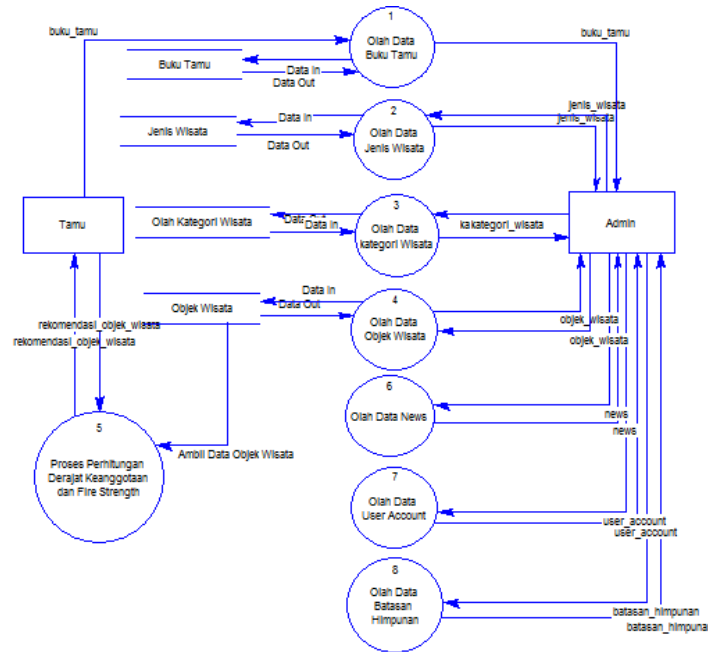 1
Olah Data
Buku Tamu
buku_tamu
buku_tamu
Buku Tamu
Data In
Data Out
2
Olah Data
Jenis Wisata
Data In
Jenis Wisata
Data Out
jenis_wisata
jenis_wisata
Tamu
Olah Kategori Wisata
Data Out
Data In
3
Olah Data
kategori Wisata
kakategori_wisata
Admin
Data In
Objek Wisata
Data Out
4
Olah Data
Objek Wisata
objek_wisata
objek_wisata
rekomendasi_objek_wisata
rekomendasi_objek_wisata
6
Olah Data News
news
news
5
Proses Perhitungan
Derajat Keanggotaan
dan Fire Strength
Ambil Data Objek Wisata
7
Olah Data
User Account
user_account
user_account
8
Olah Data
Batasan
Himpunan
batasan_himpunan
batasan_himpuna